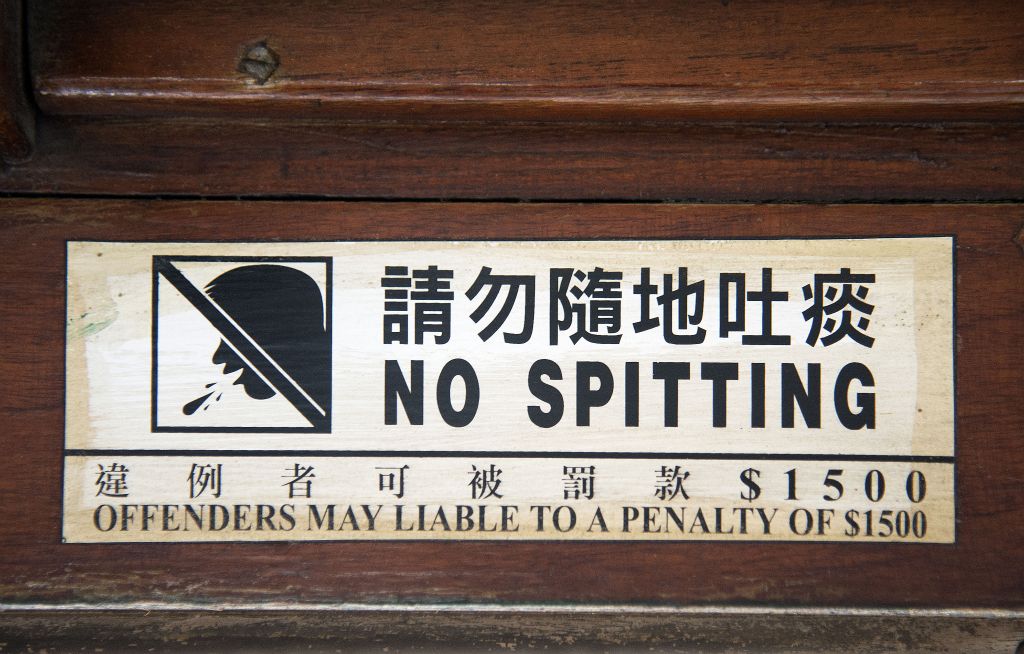 請勿隨地吐痰
NO SPITTING
違例者可被罰款 $1500
OFFENDERS MAY LIABLE TO A PENALTY OF $1500